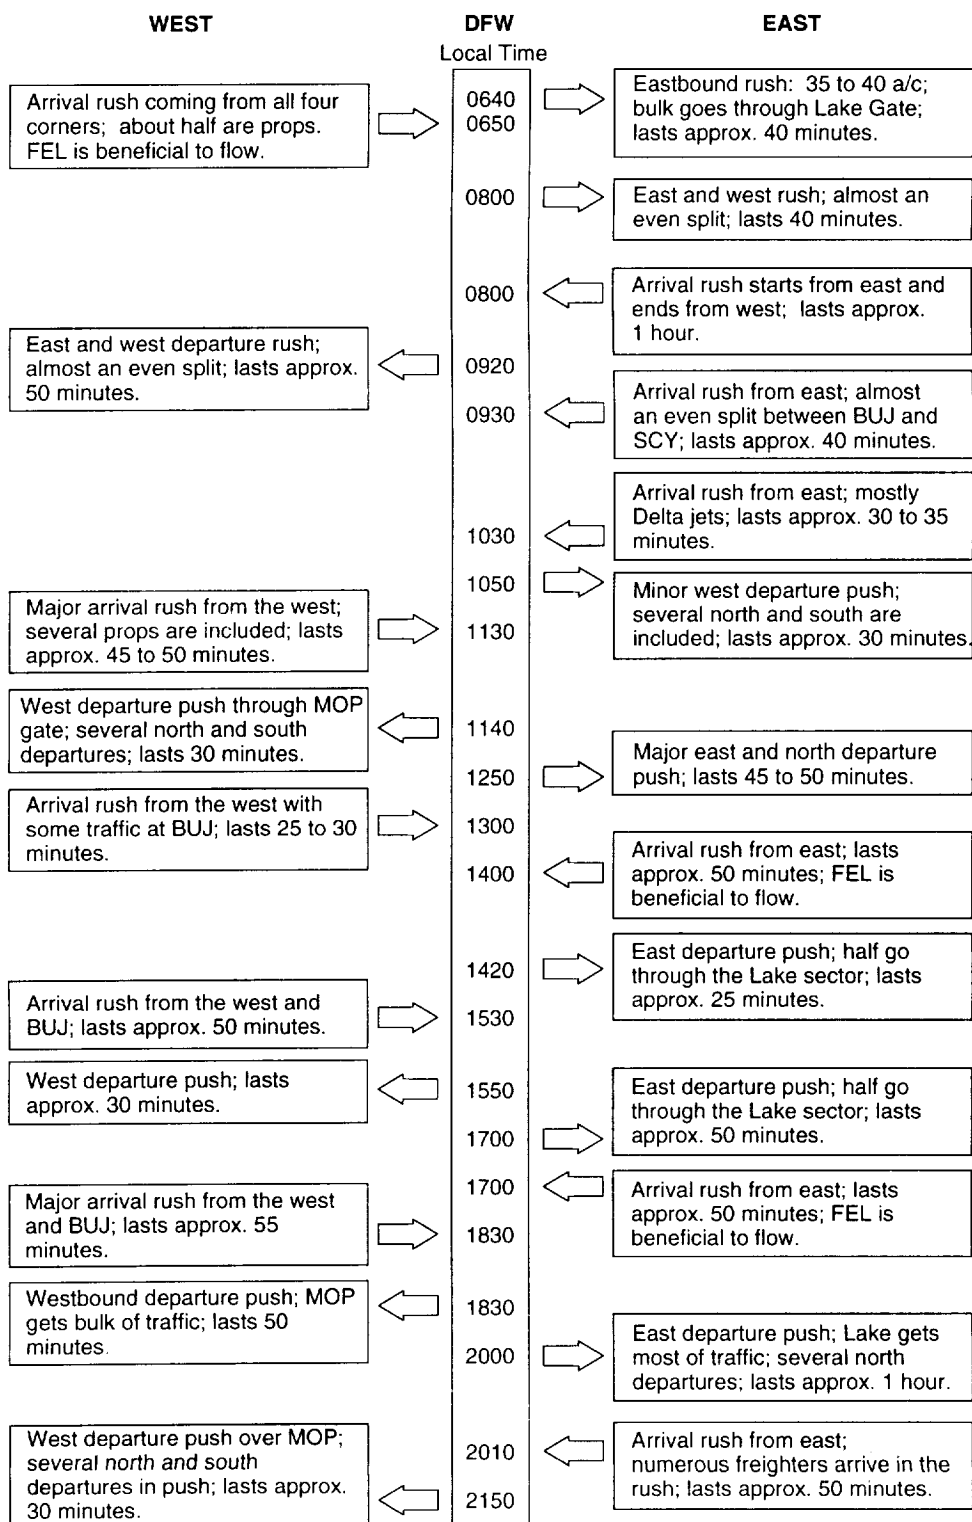 WEST
DFW
EAST
Local Time
Arrival rush coming from all four
corners; about half are props.
FEL is beneficial to flow.
0640
0650
Eastbound rush: 35 to 40 a/c;
bulk goes through Lake Gate;
lasts approx. 40 minutes.
0800
East and west rush; almost an
even split; lasts 40 minutes.
0800
Arrival rush starts from east and
ends from west; lasts approx.
1 hour.
East and west departure rush;
almost an even split; lasts approx.
50 minutes.
0920
0930
Arrival rush from east; almost
an even split between BUJ and
SCY; lasts approx. 40 minutes.
1030
Arrival rush from east; mostly
Delta jets; lasts approx. 30 to 35
minutes.
1050
Minor west departure push;
several north and south are
included; lasts approx. 30 minutes.
Major arrival rush from the west;
several props are included; lasts
approx. 45 to 50 minutes.
1130
West departure push through MOP
gate; several north and south
departures; lasts 30 minutes.
1140
1250
Major east and north departure
push; lasts 45 to 50 minutes.
Arrival rush from the west with
some traffic at BUJ; lasts 25 to 30
minutes.
1300
1400
Arrival rush from east; lasts
approx. 50 minutes; FEL is
beneficial to flow.
1420
East departure push; half go
through the Lake sector; lasts
approx. 25 minutes.
Arrival rush from the west and
BUJ; lasts approx. 50 minutes.
1530
West departure push; lasts
approx. 30 minutes.
1550
1700
East departure push; half go
through the Lake sector; lasts
approx. 50 minutes.
1700
Arrival rush from east; lasts
approx. 50 minutes; FEL is
beneficial to flow.
Major arrival rush from the west
and BUJ; lasts approx. 55
minutes.
1830
Westbound departure push; MOP
gets bulk of traffic; lasts 50
minutes.
1830
2000
East departure push; Lake gets
most of traffic; several north
departures; lasts approx. 1 hour.
2010
Arrival rush from east;
numerous freighters arrive in the
rush; lasts approx. 50 minutes.
West departure push over MOP;
several north and south
departures in push; lasts approx.
30 minutes.
2150